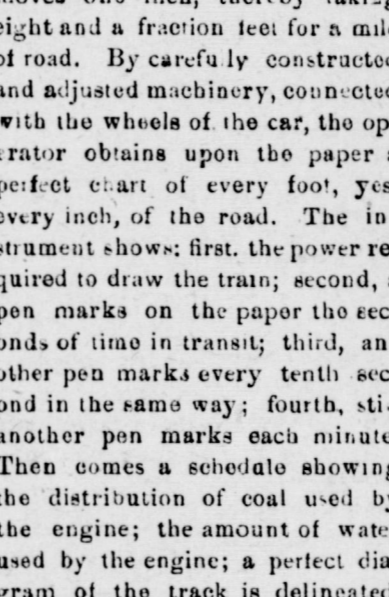 moves one inch, thereby taking
eight and a fraction feet for a mile
of road. By carefully constructed
and adjusted machinery, connected
with the wheels of the car, the op-
erator obtains upon the paper a
perfect chart of every foot, yes
every inch, of the road. The in-
strument shows: first. the power re-
quired to draw the train; second, a
pen marks on the paper the sec-
onds of time in transit; third, an-
other pen marks every tenth sec-
ond in the same way; fourth, sti-
another pen marks each minute
Then comes a schedule showing
the distribution of coal used by
the engine; the amount of water
used by the engine; a perfect dia-
gram of the track is delineated